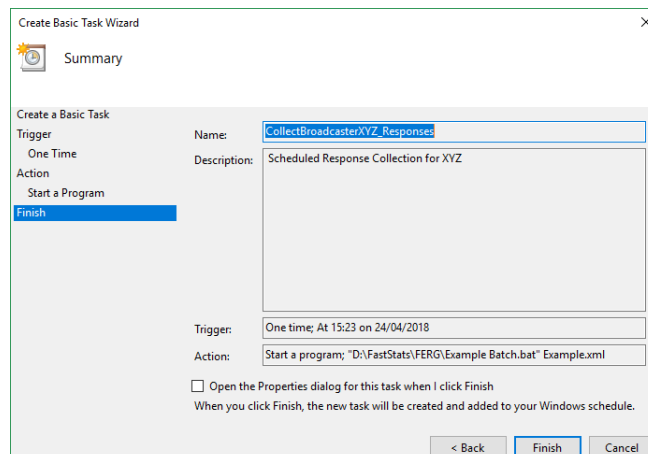 Create Basic Task Wizard
Summary
Create a Basic Task
Trigger
One Time
Action
Start a Program
Finish
Name: CollectBroadcasterXYZ_Responses
Description: Scheduled Response Collection for XYZ
Trigger: One time; At 15:23 on 24/04/2018
Action: Start a program; "D:\FastStats\FERG\Example Batch.bat" Example.xml
Open the Properties dialog for this task when I click Finish
When you click Finish, the new task will be created and added to your Windows schedule.
< Back Finish Cancel